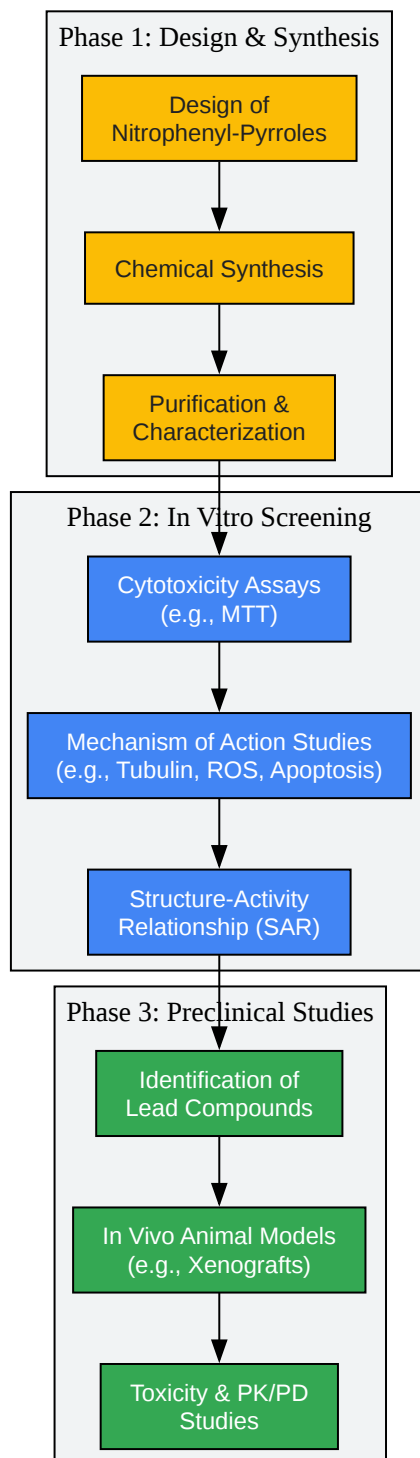 Phase 1: Design & Synthesis
Design of
Nitrophenyl-Pyrroles
Chemical Synthesis
Purification &
Characterization
Phase 2: In Vitro Screening
Cytotoxicity Assays
(e.g., MTT)
Mechanism of Action Studies
(e.g., Tubulin, ROS, Apoptosis)
Structure-Activity
Relationship (SAR)
Phase 3: Preclinical Studies
Identification of
Lead Compounds
In Vivo Animal Models
(e.g., Xenografts)
Toxicity & PK/PD
Studies